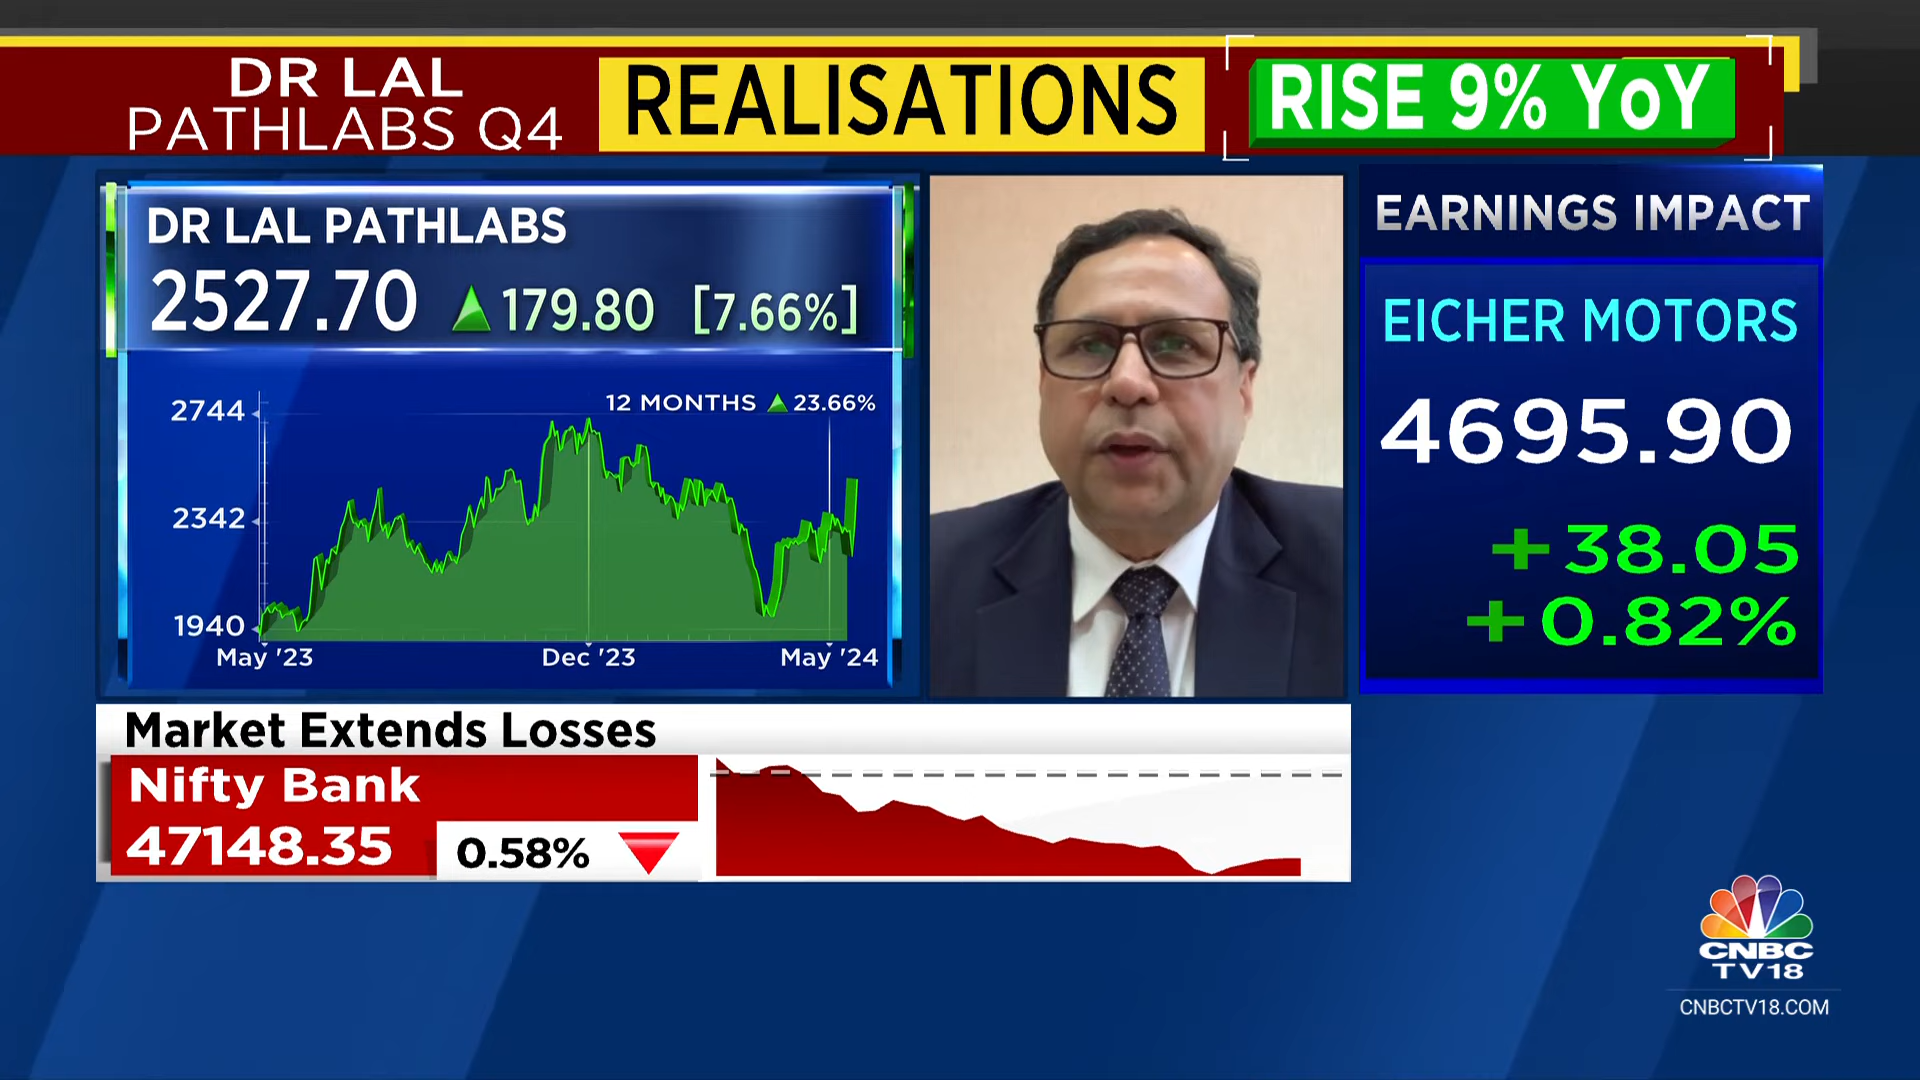 DR LAL
PATHLABS Q4
REALISATIONS
RISE 9% YoY
DR LAL PATHLABS
2527.70 ▲ 179.80 [7.66%]
12 MONTHS ▲ 23.66%
2744
2342
1940
May '23 Dec '23 May '24
EARNINGS IMPACT
EICHER MOTORS
4695.90
+38.05
+0.82%
Market Extends Losses
Nifty Bank
47148.35 0.58% ▼
CNBC
TV18
CNBCTV18.COM